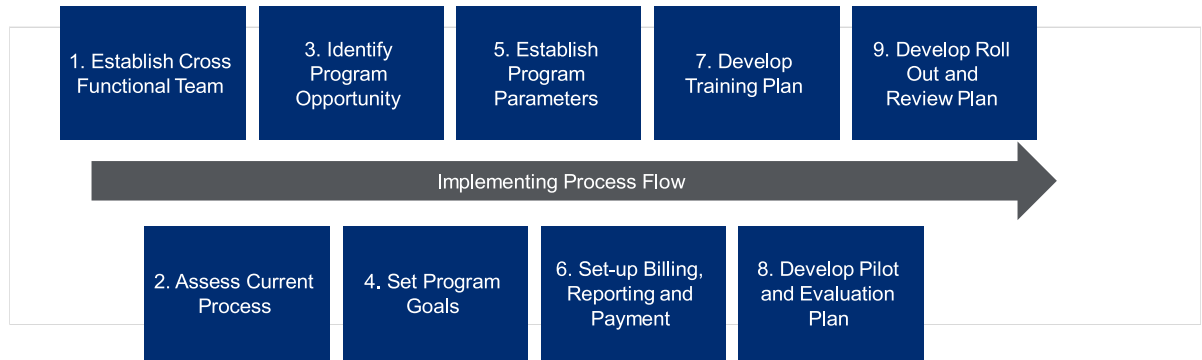 1. Establish Cross
Functional Team
3. Identify
Program
Opportunity
5. Establish
Program
Parameters
7. Develop
Training Plan
9. Develop Roll
Out and
Review Plan
Implementing Process Flow
2. Assess Current
Process
4. Set Program
Goals
6. Set-up Billing,
Reporting and
Payment
8. Develop Pilot
and Evaluation
Plan